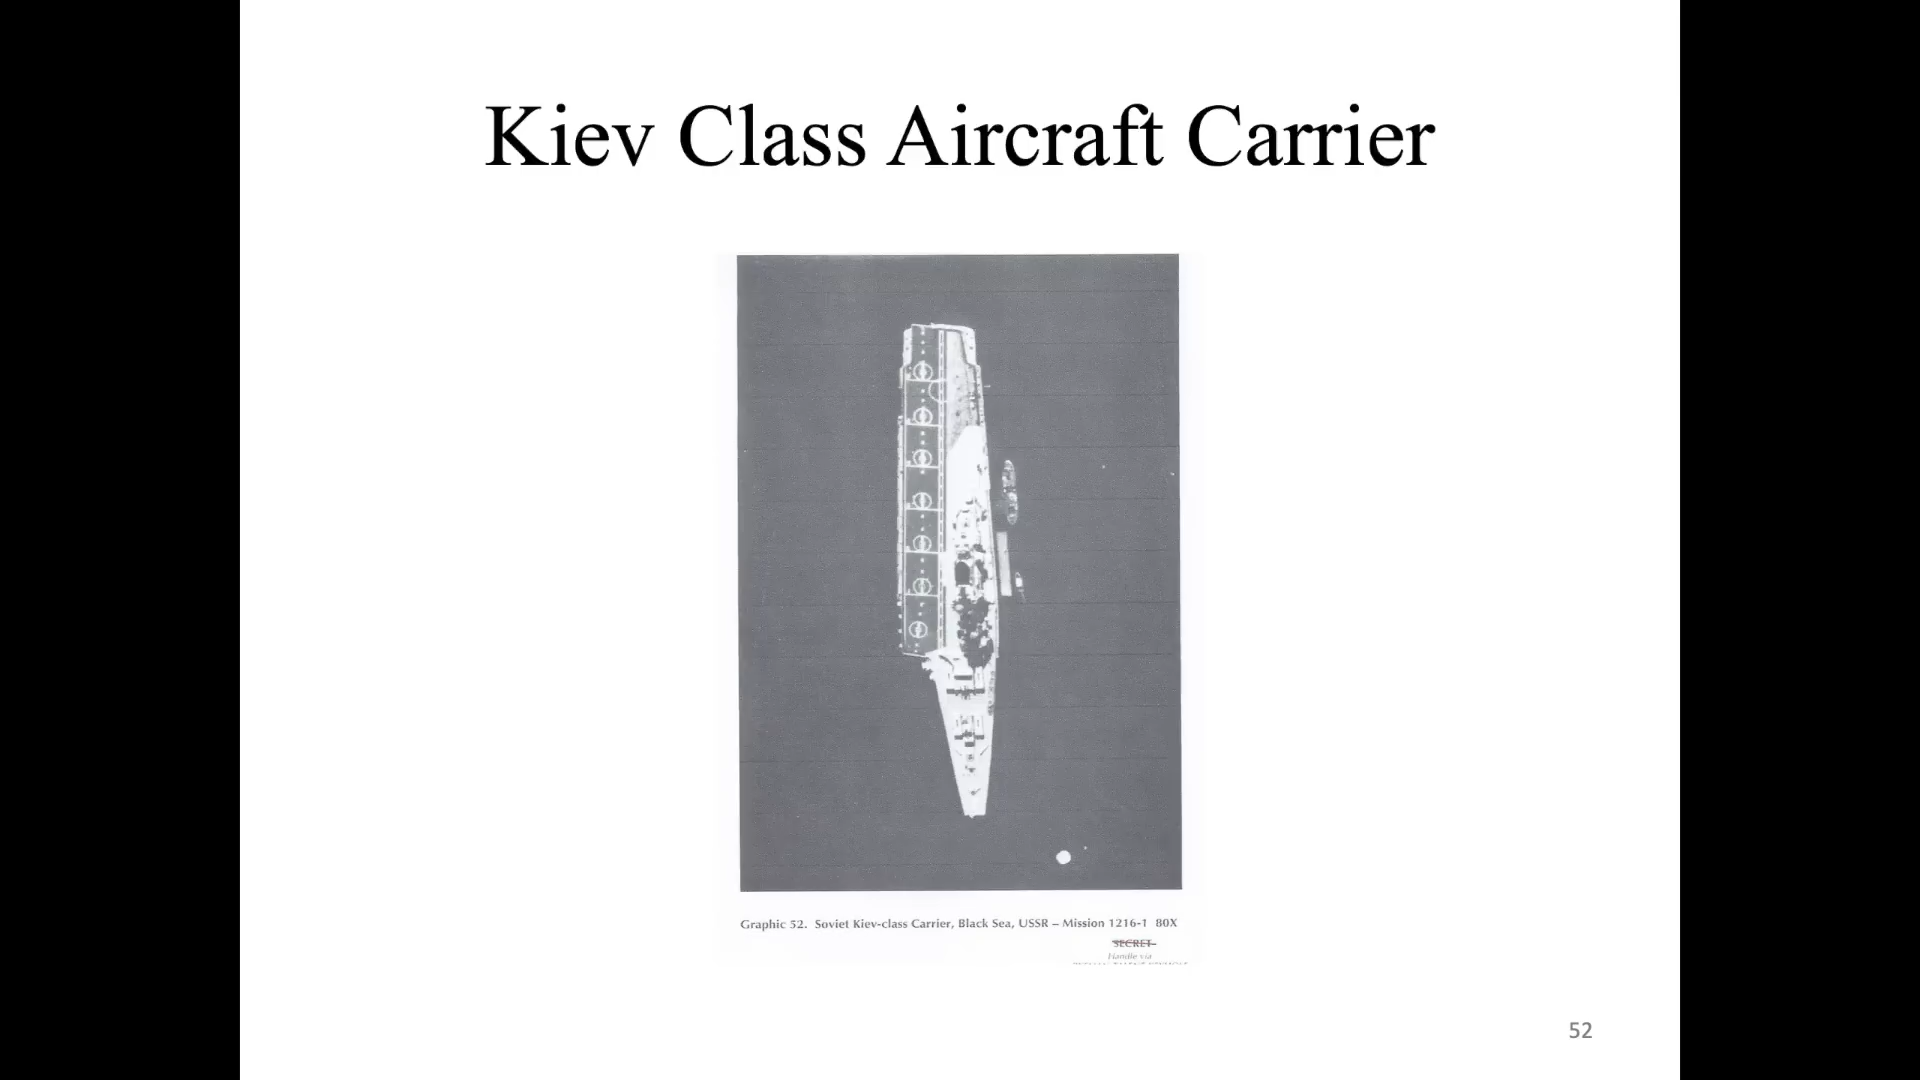 Kiev Class Aircraft Carrier
Graphic 52. Soviet Kiev-class Carrier, Black Sea, USSR – Mission 1216-1 80X
SECRET
Handle via
52